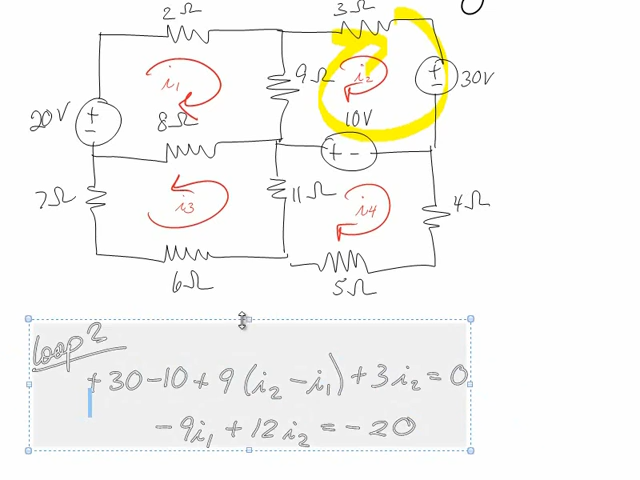 2Ω
3Ω
i₁
9Ω
i₂
+
−
30V
20V
+
−
8Ω
10V
+ −
7Ω
i₃
11Ω
i₄
4Ω
6Ω
5Ω
Loop 2
+30-10+9(i₂-i₁)+3i₂=0
-9i₁+12i₂=-20